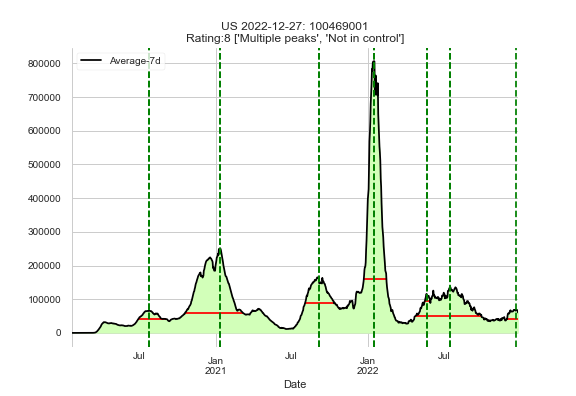 US 2022-12-27: 100469001
Rating:8 ['Multiple peaks', 'Not in control']
Average-7d
800000
700000
600000
500000
400000
300000
200000
100000
0
Jul
Jan
2021
Jul
Jan
2022
Jul
Date